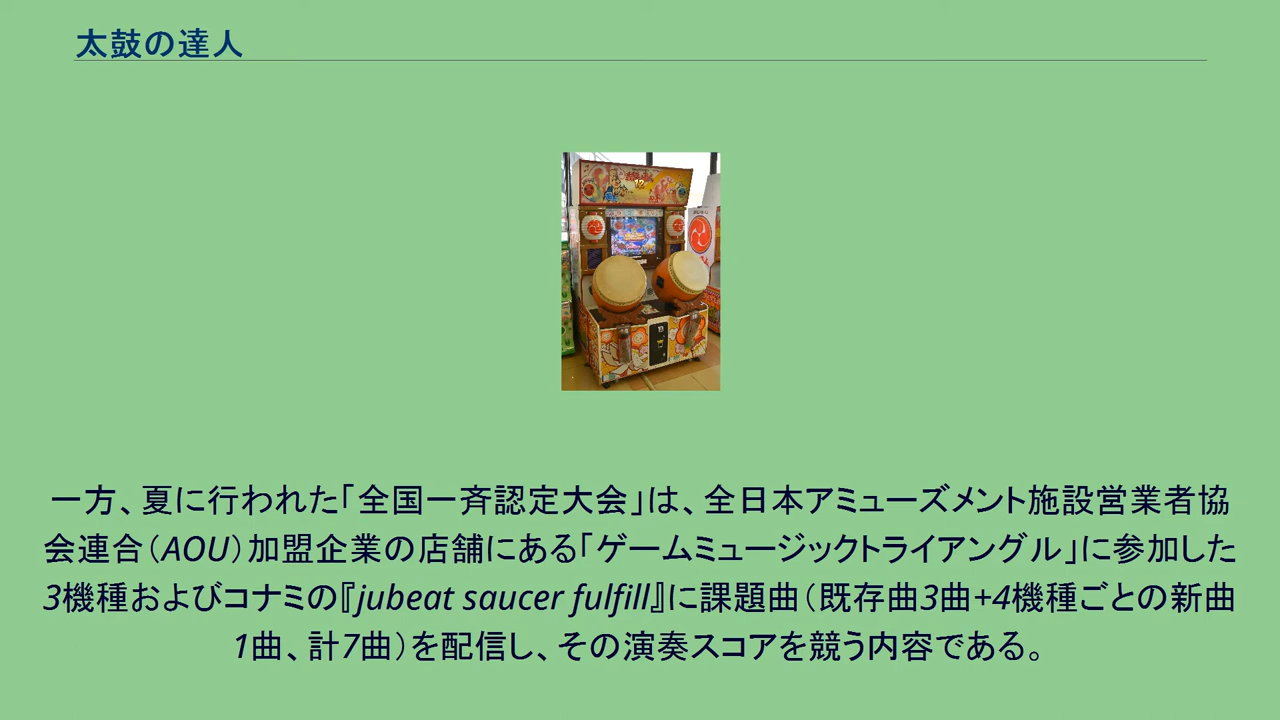 太鼓の達人
一方、夏に行われた「全国一斉認定大会」は、全日本アミューズメント施設営業者協
会連合（AOU）加盟企業の店舗にある「ゲームミュージックトライアングル」に参加した
3機種およびコナミの『jubeat saucer fulfill』に課題曲（既存曲3曲+4機種ごとの新曲
1曲、計7曲）を配信し、その演奏スコアを競う内容である。